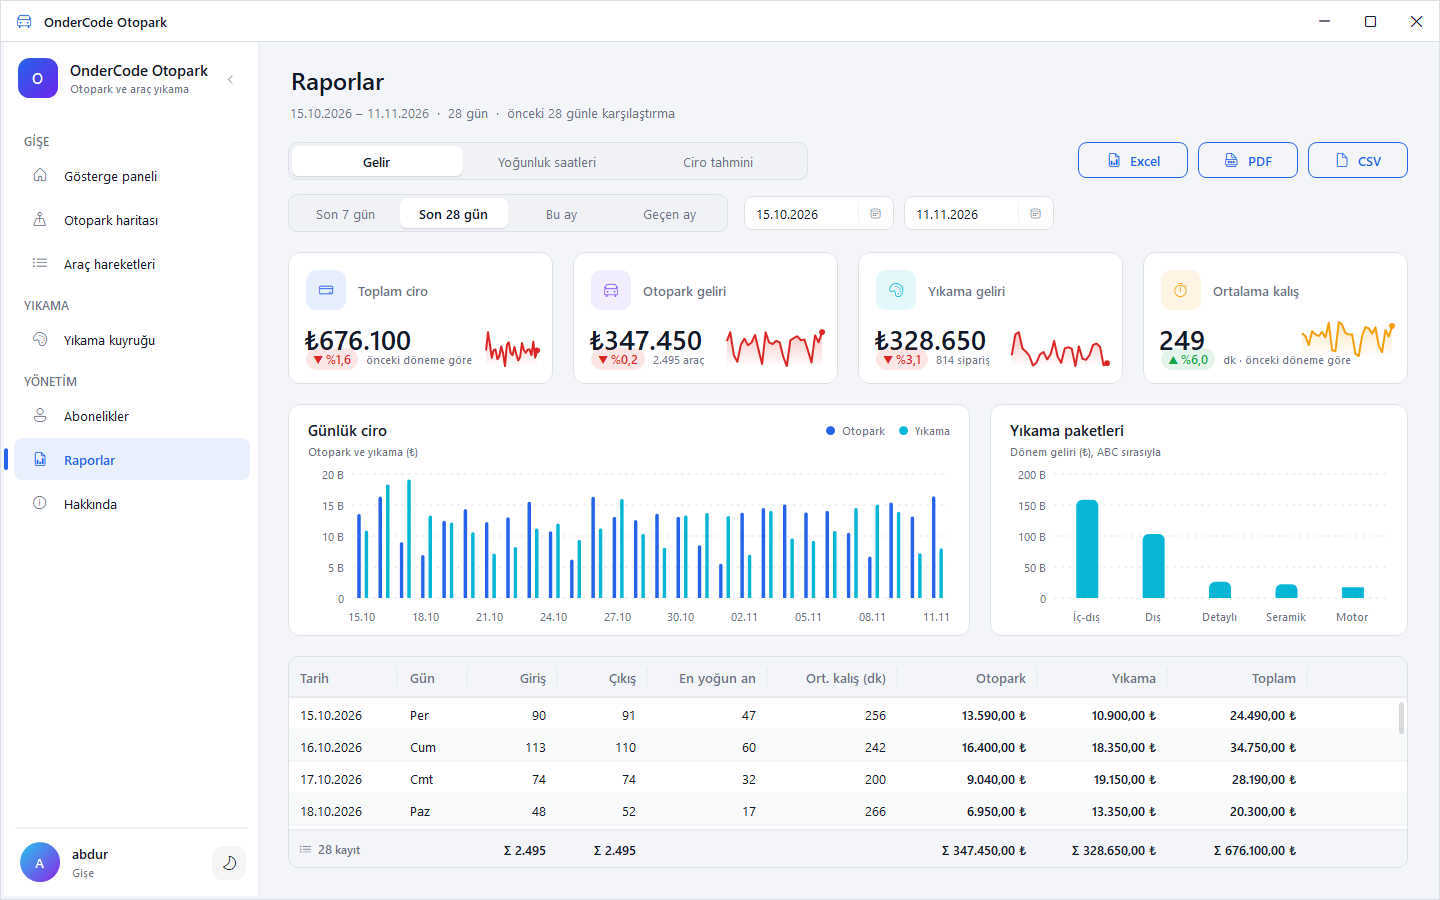 OnderCode Otopark
O
OnderCode Otopark
Otopark ve araç yıkama
GİŞE
Gösterge paneli
Otopark haritası
Araç hareketleri
YIKAMA
Yıkama kuyruğu
YÖNETİM
Abonelikler
Raporlar
Hakkında
A
abdur
Gişe
Raporlar
15.10.2026 – 11.11.2026 · 28 gün · önceki 28 günle karşılaştırma
Gelir Yoğunluk saatleri Ciro tahmini
Excel PDF CSV
Son 7 gün Son 28 gün Bu ay Geçen ay 15.10.2026 11.11.2026
Toplam ciro
₺676.100
▼ %1,6 önceki döneme göre
Otopark geliri
₺347.450
▼ %0,2 2.495 araç
Yıkama geliri
₺328.650
▼ %3,1 814 sipariş
Ortalama kalış
249
▲ %6,0 dk · önceki döneme göre
Günlük ciro
Otopark ve yıkama (₺)
Otopark Yıkama
20 B
15 B
10 B
5 B
0
15.10 18.10 21.10 24.10 27.10 30.10 02.11 05.11 08.11 11.11
Yıkama paketleri
Dönem geliri (₺), ABC sırasıyla
200 B
150 B
100 B
50 B
0
İç-dış Dış Detaylı Seramik Motor
Tarih Gün Giriş Çıkış En yoğun an Ort. kalış (dk) Otopark Yıkama Toplam
15.10.2026 Per 90 91 47 256 13.590,00 ₺ 10.900,00 ₺ 24.490,00 ₺
16.10.2026 Cum 113 110 60 242 16.400,00 ₺ 18.350,00 ₺ 34.750,00 ₺
17.10.2026 Cmt 74 74 32 200 9.040,00 ₺ 19.150,00 ₺ 28.190,00 ₺
18.10.2026 Paz 48 52 17 266 6.950,00 ₺ 13.350,00 ₺ 20.300,00 ₺
28 kayıt Σ 2.495 Σ 2.495 Σ 347.450,00 ₺ Σ 328.650,00 ₺ Σ 676.100,00 ₺